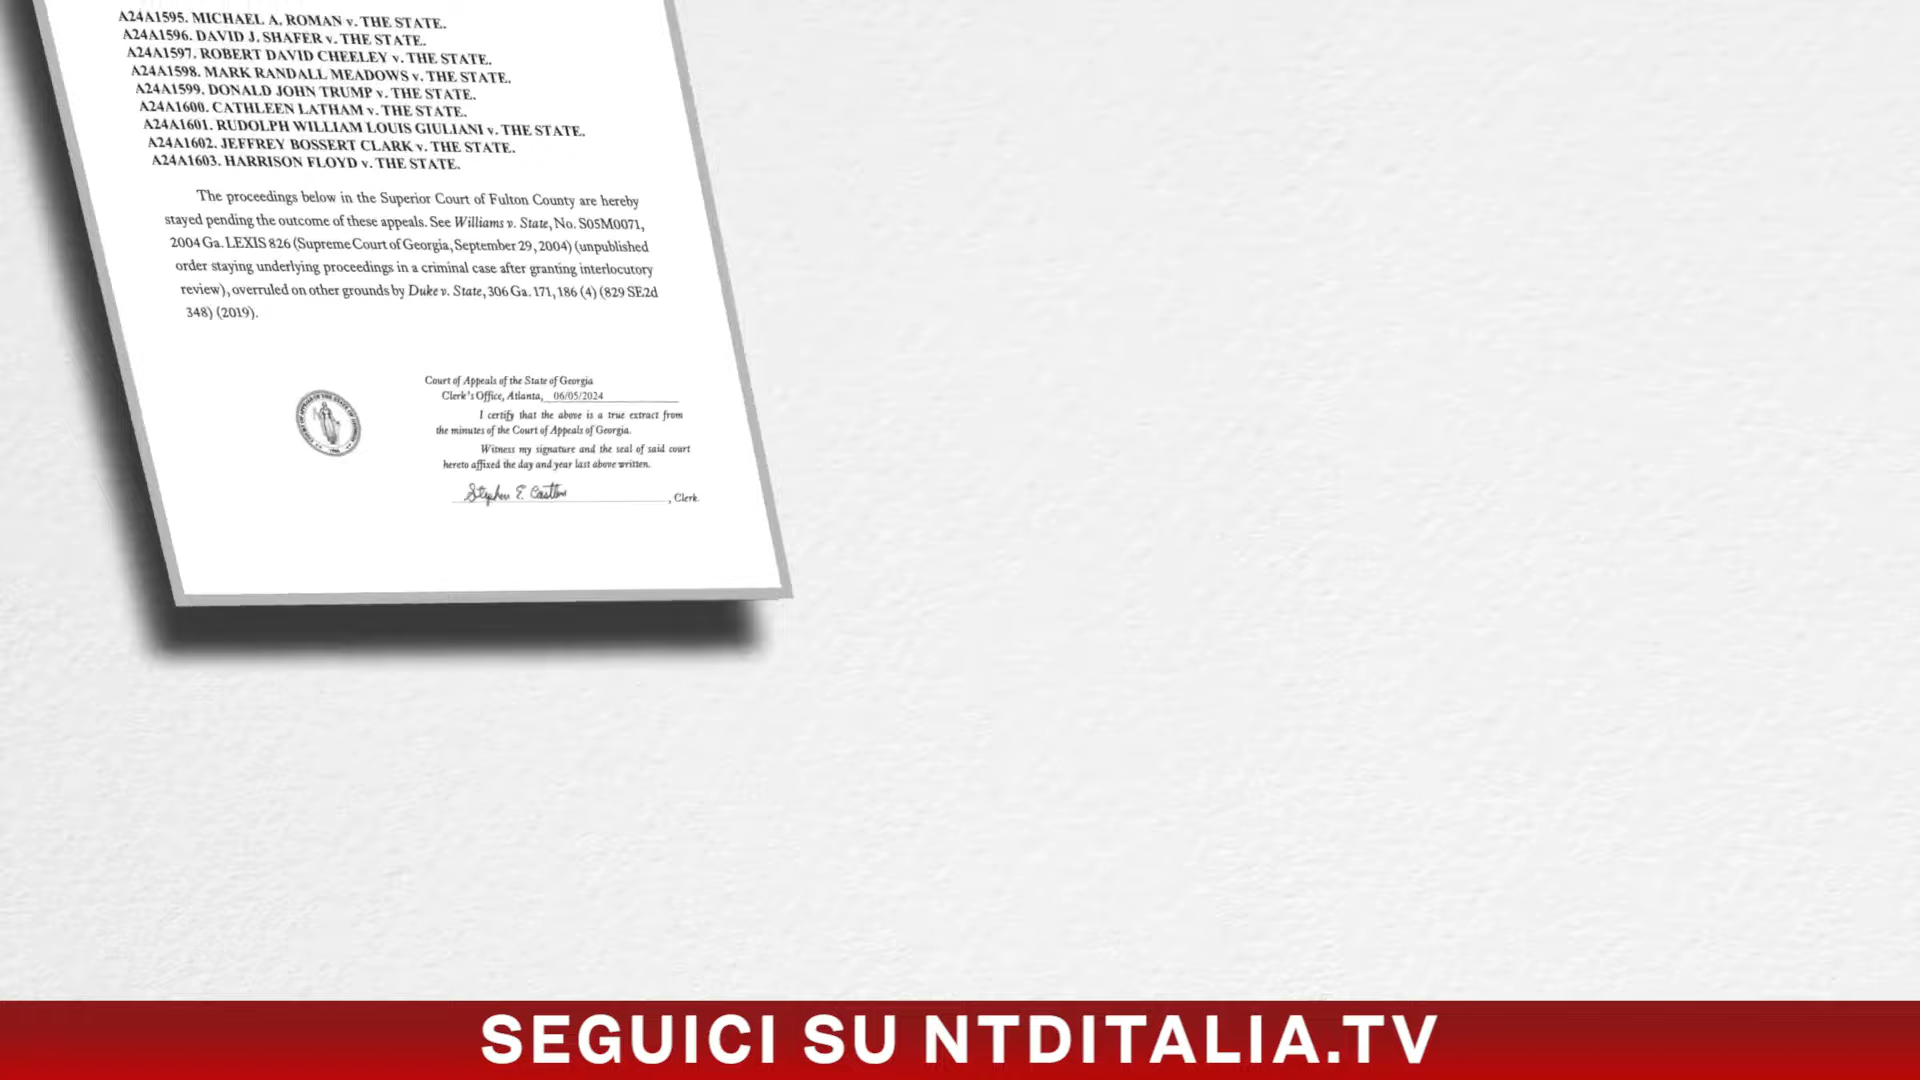 A24A1595. MICHAEL A. ROMAN v. THE STATE.
A24A1596. DAVID J. SHAFER v. THE STATE.
A24A1597. ROBERT DAVID CHEELEY v. THE STATE.
A24A1598. MARK RANDALL MEADOWS v. THE STATE.
A24A1599. DONALD JOHN TRUMP v. THE STATE.
A24A1600. CATHLEEN LATHAM v. THE STATE.
A24A1601. RUDOLPH WILLIAM LOUIS GIULIANI v. THE STATE.
A24A1602. JEFFREY BOSSERT CLARK v. THE STATE.
A24A1603. HARRISON FLOYD v. THE STATE.
The proceedings below in the Superior Court of Fulton County are hereby
stayed pending the outcome of these appeals. See Williams v. State, No. S05M0071,
2004 Ga. LEXIS 826 (Supreme Court of Georgia, September 29, 2004) (unpublished
order staying underlying proceedings in a criminal case after granting interlocutory
review), overruled on other grounds by Duke v. State, 306 Ga. 171, 186 (4) (829 SE2d
348) (2019).
Court of Appeals of the State of Georgia
Clerk's Office, Atlanta, 06/05/2024
I certify that the above is a true extract from
the minutes of the Court of Appeals of Georgia.
Witness my signature and the seal of said court
hereto affixed the day and year last above written.
Stephen E. Castlen
, Clerk.
SEGUICI SU NTDITALIA.TV